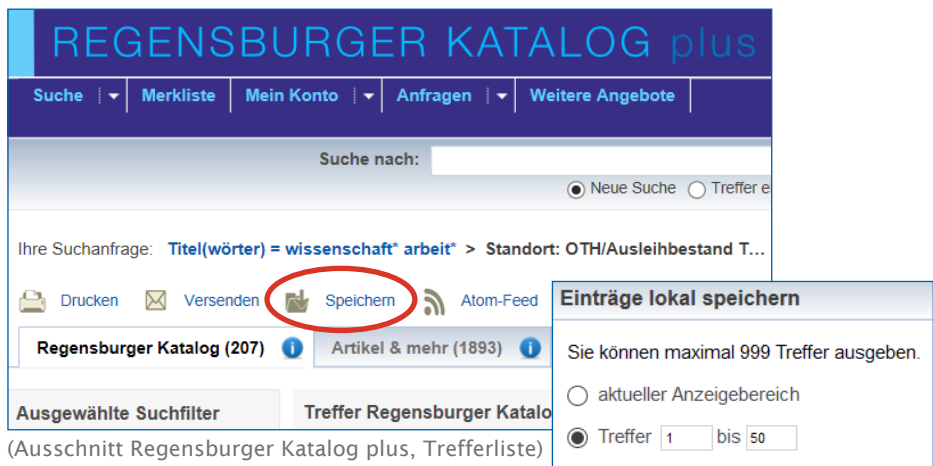 REGENSBURGER KATALOG plus
Suche Merkliste Mein Konto Anfragen Weitere Angebote
Suche nach:
Neue Suche Treffer e
Ihre Suchanfrage: Titel(wörter) = wissenschaft* arbeit* > Standort: OTH/Ausleihbestand T...
Drucken Versenden Speichern Atom-Feed
Regensburger Katalog (207) i Artikel & mehr (1893) i
Ausgewählte Suchfilter Treffer Regensburger Katalo
(Ausschnitt Regensburger Katalog plus, Trefferliste)
Einträge lokal speichern
Sie können maximal 999 Treffer ausgeben.
aktueller Anzeigebereich
Treffer 1 bis 50